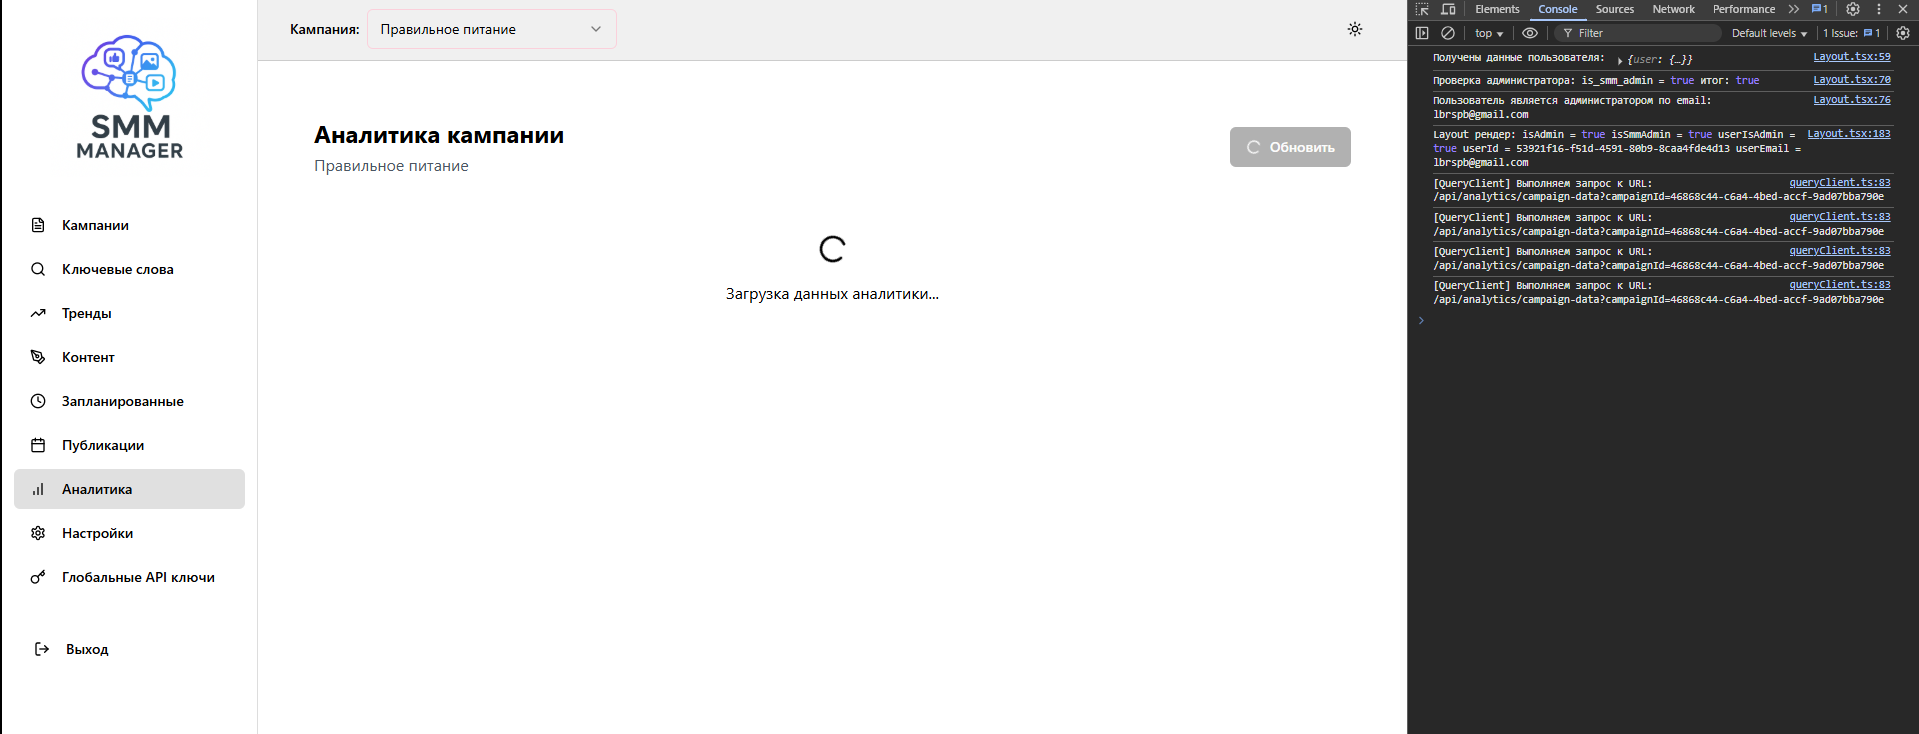 SMM
MANAGER
Кампании
Ключевые слова
Тренды
Контент
Запланированные
Публикации
Аналитика
Настройки
Глобальные API ключи
Выход
Кампания: Правильное питание
Аналитика кампании
Правильное питание
Обновить
Загрузка данных аналитики...
Elements Console Sources Network Performance 1
top Filter Default levels 1 Issue: 1
Получены данные пользователя: {user: {…}} Layout.tsx:59
Проверка администратора: is_smm_admin = true итог: true Layout.tsx:70
Пользователь является администратором по email: Layout.tsx:76
lbrspb@gmail.com
Layout рендер: isAdmin = true isSmmAdmin = true userIsAdmin = Layout.tsx:183
true userId = 53921f16-f51d-4591-80b9-8caa4fde4d13 userEmail =
lbrspb@gmail.com
[QueryClient] Выполняем запрос к URL: queryClient.ts:83
/api/analytics/campaign-data?campaignId=46868c44-c6a4-4bed-accf-9ad07bba790e
[QueryClient] Выполняем запрос к URL: queryClient.ts:83
/api/analytics/campaign-data?campaignId=46868c44-c6a4-4bed-accf-9ad07bba790e
[QueryClient] Выполняем запрос к URL: queryClient.ts:83
/api/analytics/campaign-data?campaignId=46868c44-c6a4-4bed-accf-9ad07bba790e
[QueryClient] Выполняем запрос к URL: queryClient.ts:83
/api/analytics/campaign-data?campaignId=46868c44-c6a4-4bed-accf-9ad07bba790e